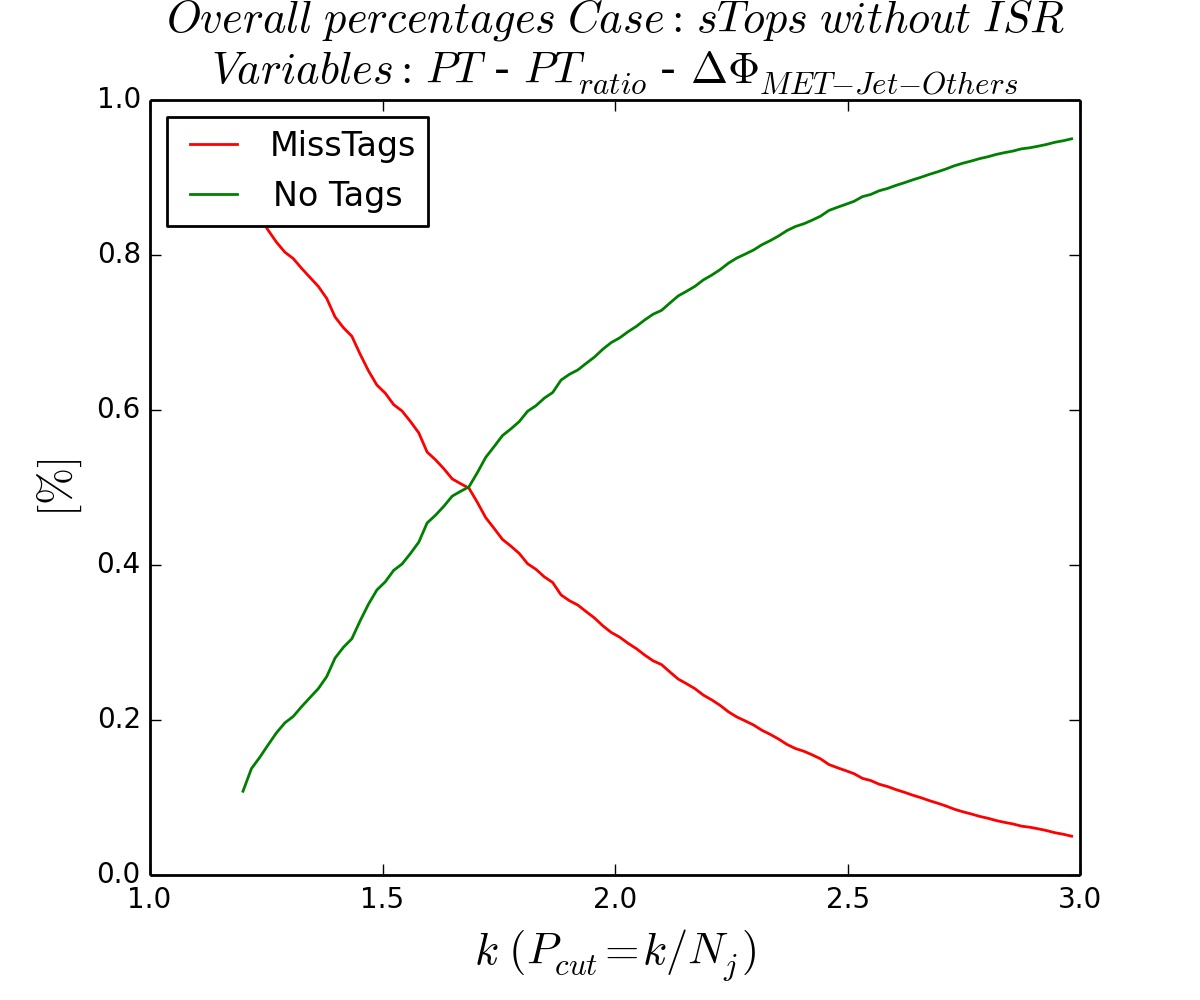 Overall percentages Case: sTops without ISR
Variables: PT - PT_ratio - ΔΦ_MET−Jet−Others
1.0
MissTags
No Tags
0.8
0.6
[%]
0.4
0.2
0.0
1.0 1.5 2.0 2.5 3.0
k (P_cut = k/N_j)